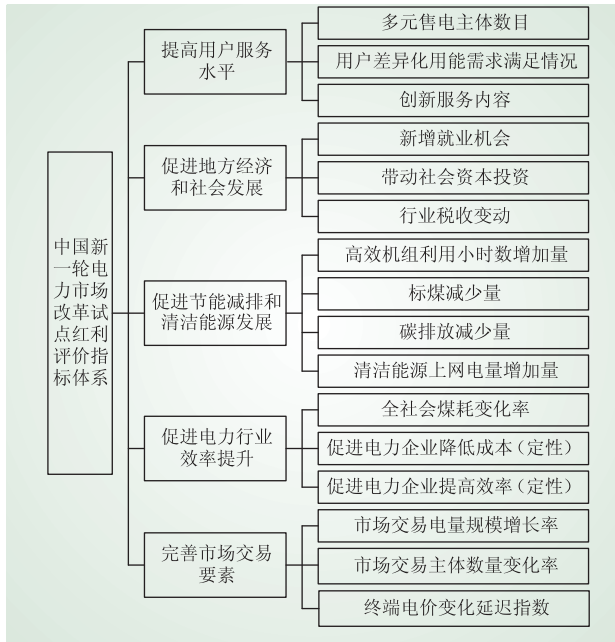 中国新
一轮电
力市场
改革试
点红利
评价指
标体系
提高用户服务
水平
多元售电主体数目
用户差异化用能需求满足情况
创新服务内容
促进地方经济
和社会发展
新增就业机会
带动社会资本投资
行业税收变动
促进节能减排和
清洁能源发展
高效机组利用小时数增加量
标煤减少量
碳排放减少量
清洁能源上网电量增加量
促进电力行业
效率提升
全社会煤耗变化率
促进电力企业降低成本（定性）
促进电力企业提高效率（定性）
完善市场交易
要素
市场交易电量规模增长率
市场交易主体数量变化率
终端电价变化延迟指数